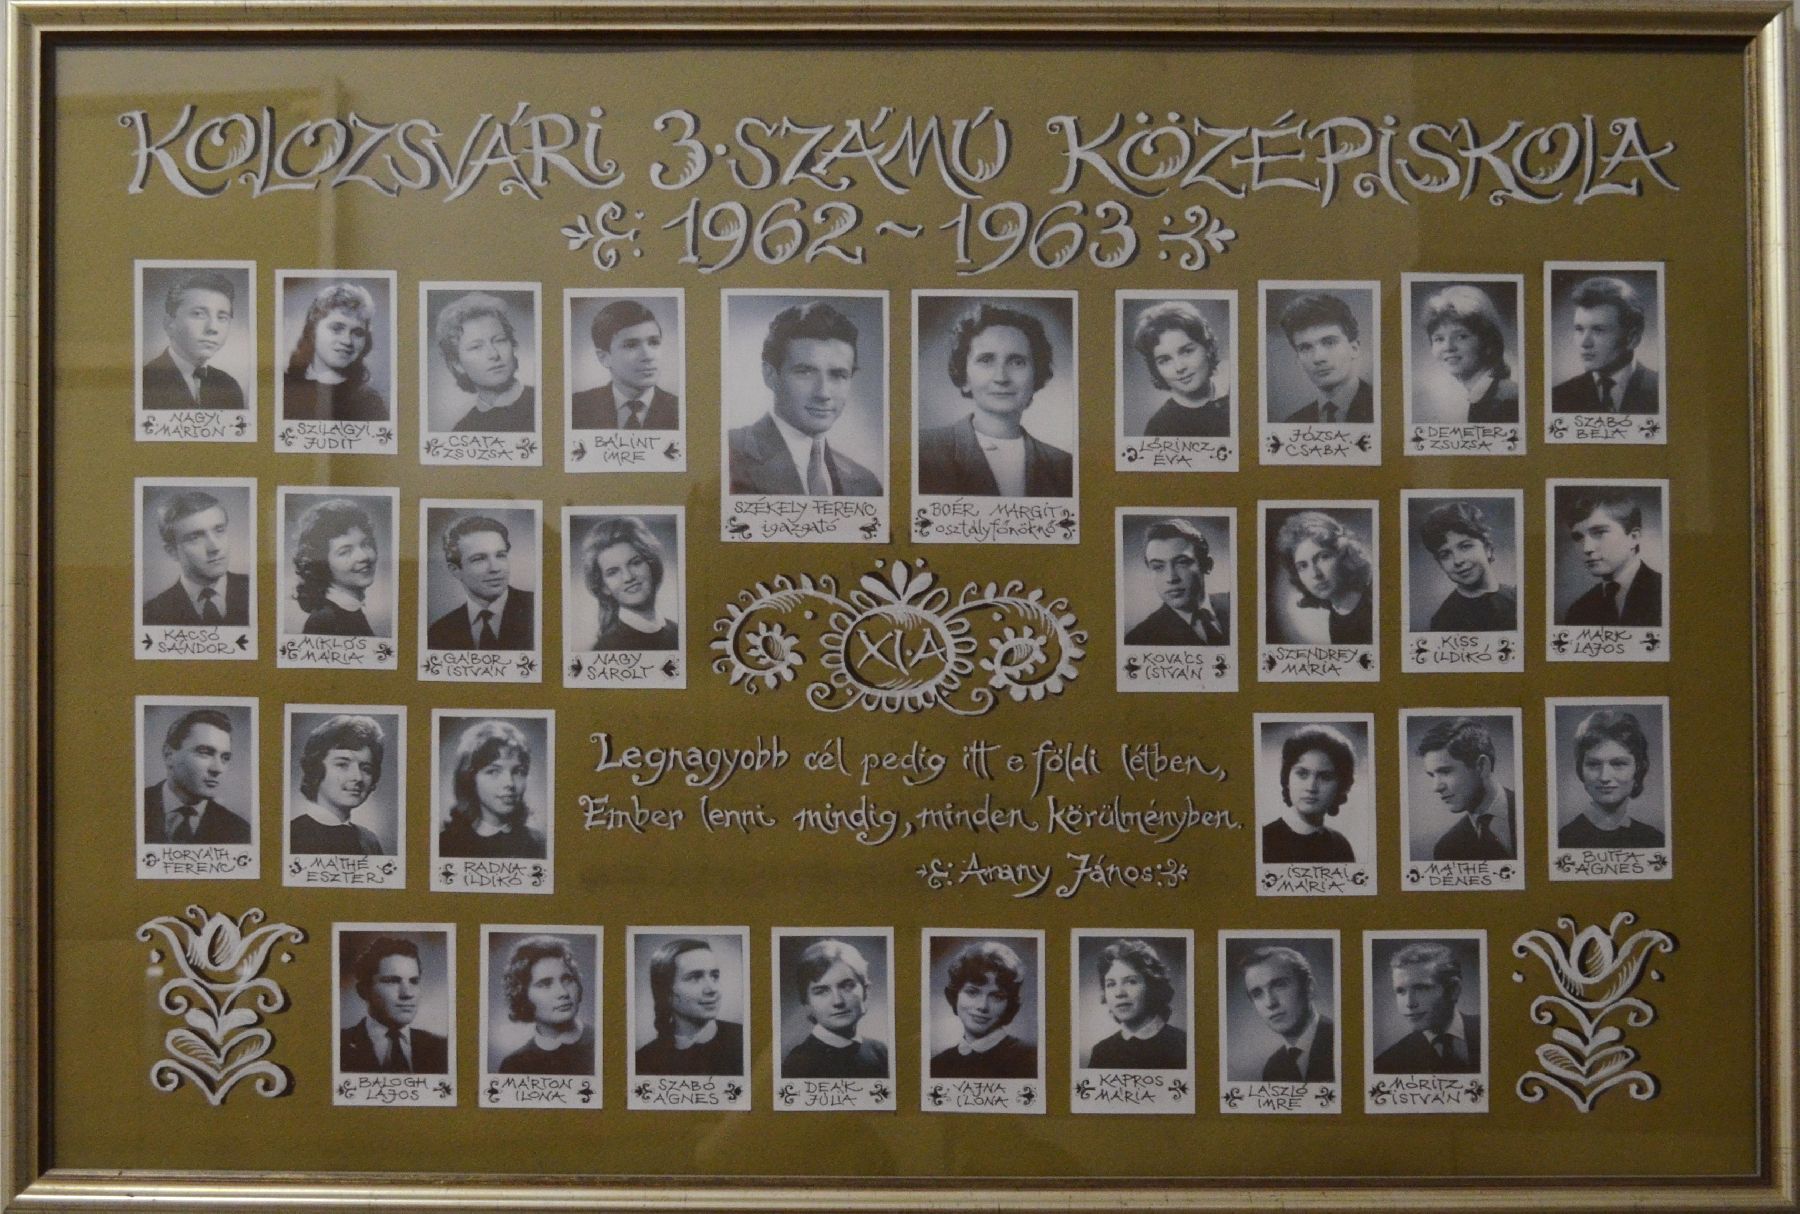 KOLOZSVÁRI 3. SZÁMÚ KÖZÉPISKOLA
1962 ~ 1963
NAGYI
MÁRTON
SZILÁGYI
JUDIT
CSATA
ZSUZSA
BÁLINT
IMRE
SZÉKELY FERENC
igazgató
BOÉR MARGIT
osztályfőnöknő
LŐRINCZ
ÉVA
JÓZSA
CSABA
DEMETER
ZSUZSA
SZABÓ
BÉLA
KACSÓ
SÁNDOR
MIKLÓS
MÁRIA
GÁBOR
ISTVÁN
NAGY
SAROLT
XI.A
KOVÁCS
ISTVÁN
SZENDREY
MÁRIA
KISS
ILDIKÓ
MÁRK
LAJOS
HORVÁTH
FERENC
MÁTHÉ
ESZTER
RADNA
ILDIKÓ
Legnagyobb cél pedig itt e földi létben,
Ember lenni mindig, minden körülményben.
Arany János
ISZTRAI
MÁRIA
MÁTHÉ
DÉNES
ÁGNES
BALOGH
LAJOS
MÁRTON
ILONA
SZABÓ
ÁGNES
DEÁK
JÚLIA
VAJNA
ILONA
KAPROS
MÁRIA
LÁSZLÓ
IMRE
MÓRITZ
ISTVÁN